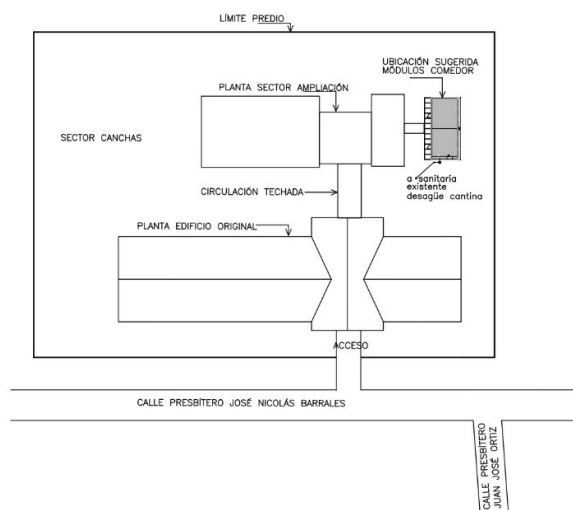 LÍMITE PREDIO
UBICACIÓN SUGERIDA
MÓDULOS COMEDOR
PLANTA SECTOR AMPLIACIÓN
SECTOR CANCHAS
a sanitaria
existente
desagüe cantina
CIRCULACIÓN TECHADA
PLANTA EDIFICIO ORIGINAL
ACCESO
CALLE PRESBÍTERO JOSÉ NICOLÁS BARRALES
CALLE PRESBÍTERO
JUAN JOSÉ ORTIZ